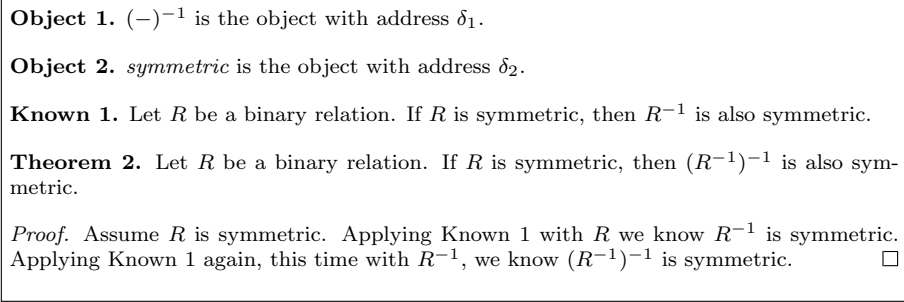 Object 1. (−)⁻¹ is the object with address δ₁.
Object 2. symmetric is the object with address δ₂.
Known 1. Let R be a binary relation. If R is symmetric, then R⁻¹ is also symmetric.
Theorem 2. Let R be a binary relation. If R is symmetric, then (R⁻¹)⁻¹ is also sym-
metric.
Proof. Assume R is symmetric. Applying Known 1 with R we know R⁻¹ is symmetric.
Applying Known 1 again, this time with R⁻¹, we know (R⁻¹)⁻¹ is symmetric. □